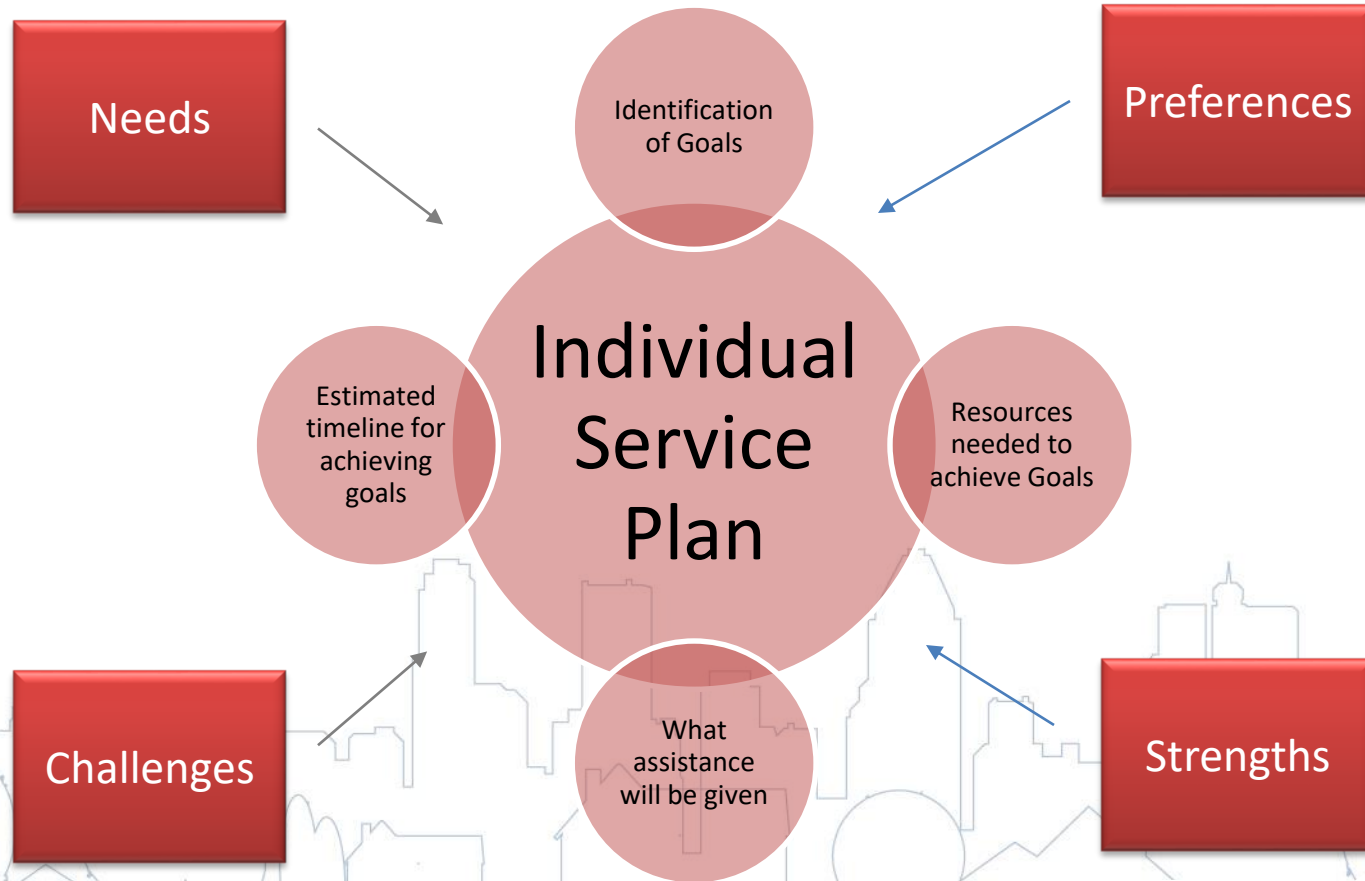 Needs
Identification
of Goals
Preferences
Individual
Service
Plan
Estimated
timeline for
achieving
goals
Resources
needed to
achieve Goals
Challenges
What
assistance
will be given
Strengths